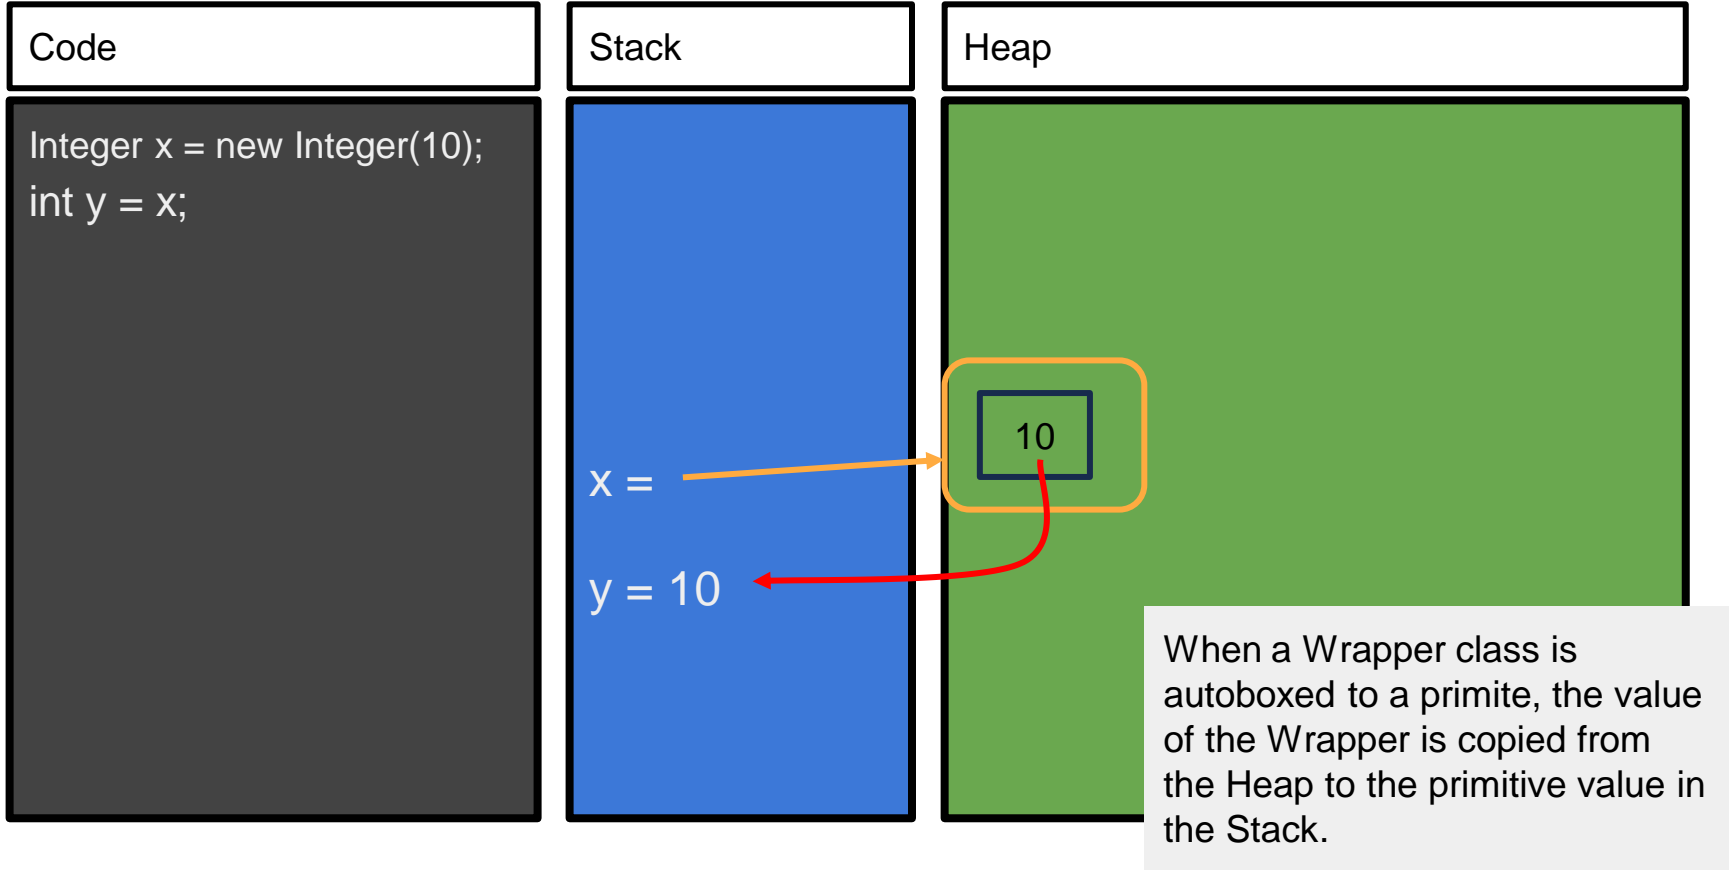 Code
Stack
Heap
Integer x = new Integer(10);
int y = x;
10
x =
y = 10
When a Wrapper class is
autoboxed to a primite, the value
of the Wrapper is copied from
the Heap to the primitive value in
the Stack.